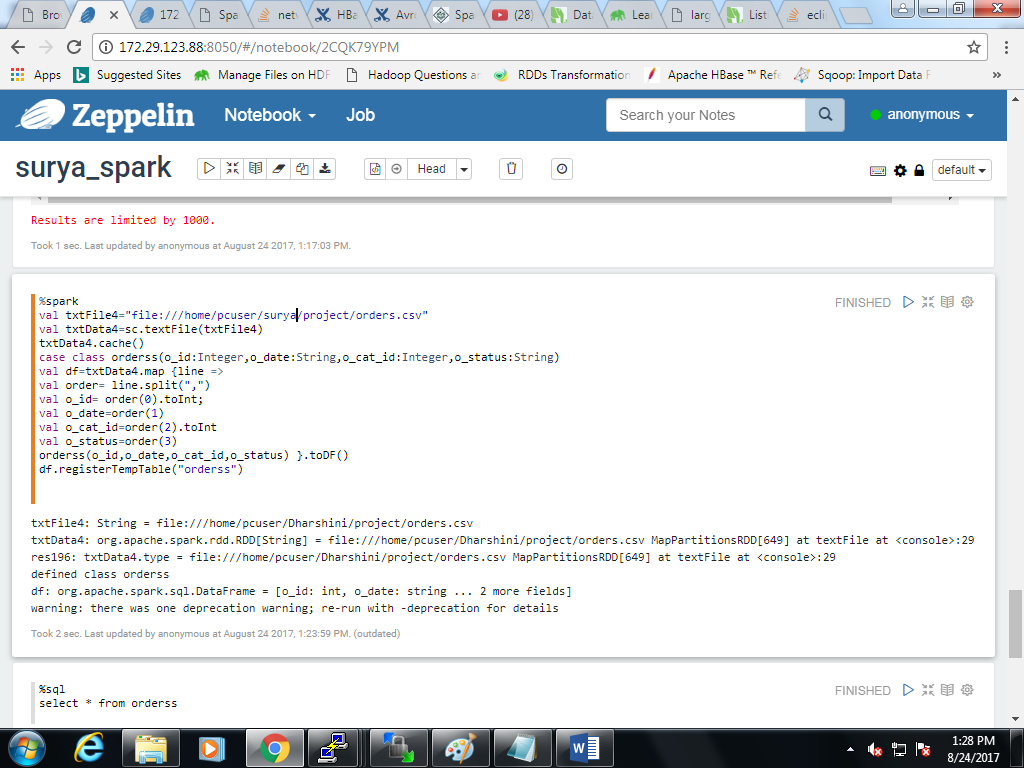 Bro
172
Spa
netw
HBa
Avr
Spa
(28)
Dat
Lea
larg
List
ecli
172.29.123.88:8050/#/notebook/2CQK79YPM
Apps
Suggested Sites
Manage Files on HDF
Hadoop Questions an
RDDs Transformation
Apache HBase ™ Refe
Sqoop: Import Data F
»
Zeppelin
Notebook
Job
Search your Notes
anonymous
surya_spark
Head
default
Results are limited by 1000.
Took 1 sec. Last updated by anonymous at August 24 2017, 1:17:03 PM.
FINISHED
%spark
val txtFile4="file:///home/pcuser/surya/project/orders.csv"
val txtData4=sc.textFile(txtFile4)
txtData4.cache()
case class orderss(o_id:Integer,o_date:String,o_cat_id:Integer,o_status:String)
val df=txtData4.map {line =>
val order= line.split(",")
val o_id= order(0).toInt;
val o_date=order(1)
val o_cat_id=order(2).toInt
val o_status=order(3)
orderss(o_id,o_date,o_cat_id,o_status) }.toDF()
df.registerTempTable("orderss")
txtFile4: String = file:///home/pcuser/Dharshini/project/orders.csv
txtData4: org.apache.spark.rdd.RDD[String] = file:///home/pcuser/Dharshini/project/orders.csv MapPartitionsRDD[649] at textFile at <console>:29
res196: txtData4.type = file:///home/pcuser/Dharshini/project/orders.csv MapPartitionsRDD[649] at textFile at <console>:29
defined class orderss
df: org.apache.spark.sql.DataFrame = [o_id: int, o_date: string ... 2 more fields]
warning: there was one deprecation warning; re-run with -deprecation for details
Took 2 sec. Last updated by anonymous at August 24 2017, 1:23:59 PM. (outdated)
FINISHED
%sql
select * from orderss
1:28 PM
8/24/2017